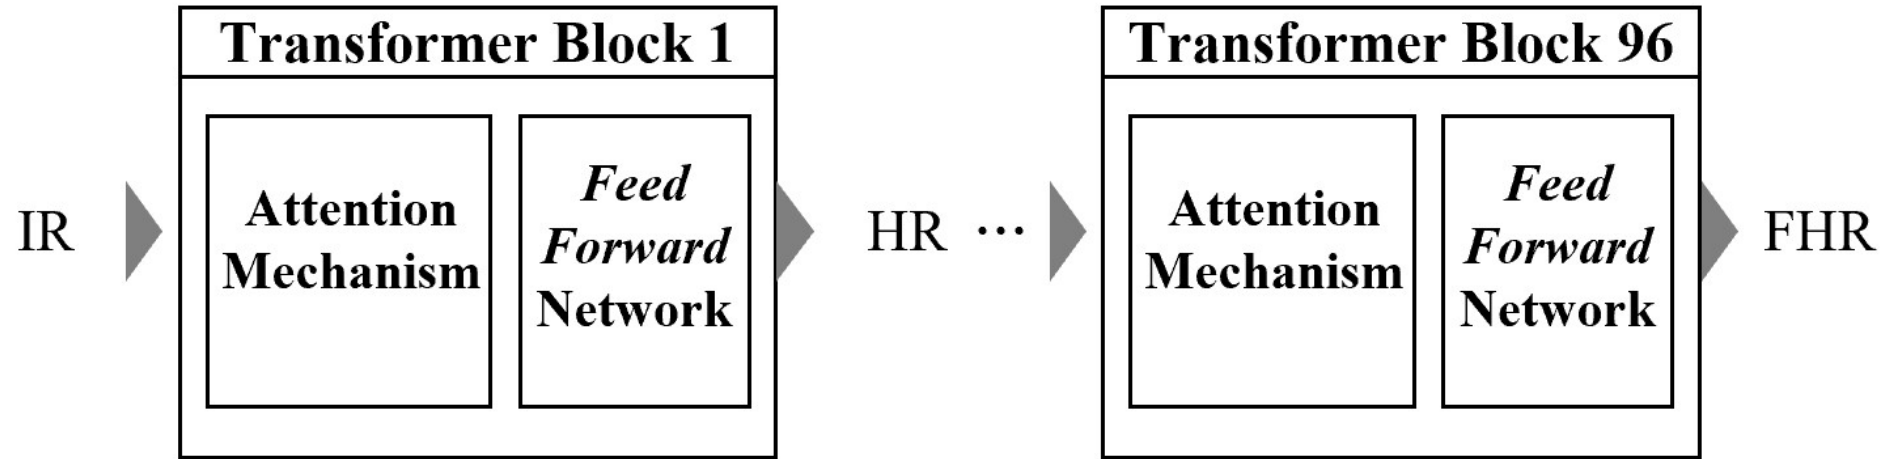 IR
Transformer Block 1
Attention
Mechanism
Feed
Forward
Network
HR ...
Transformer Block 96
Attention
Mechanism
Feed
Forward
Network
FHR